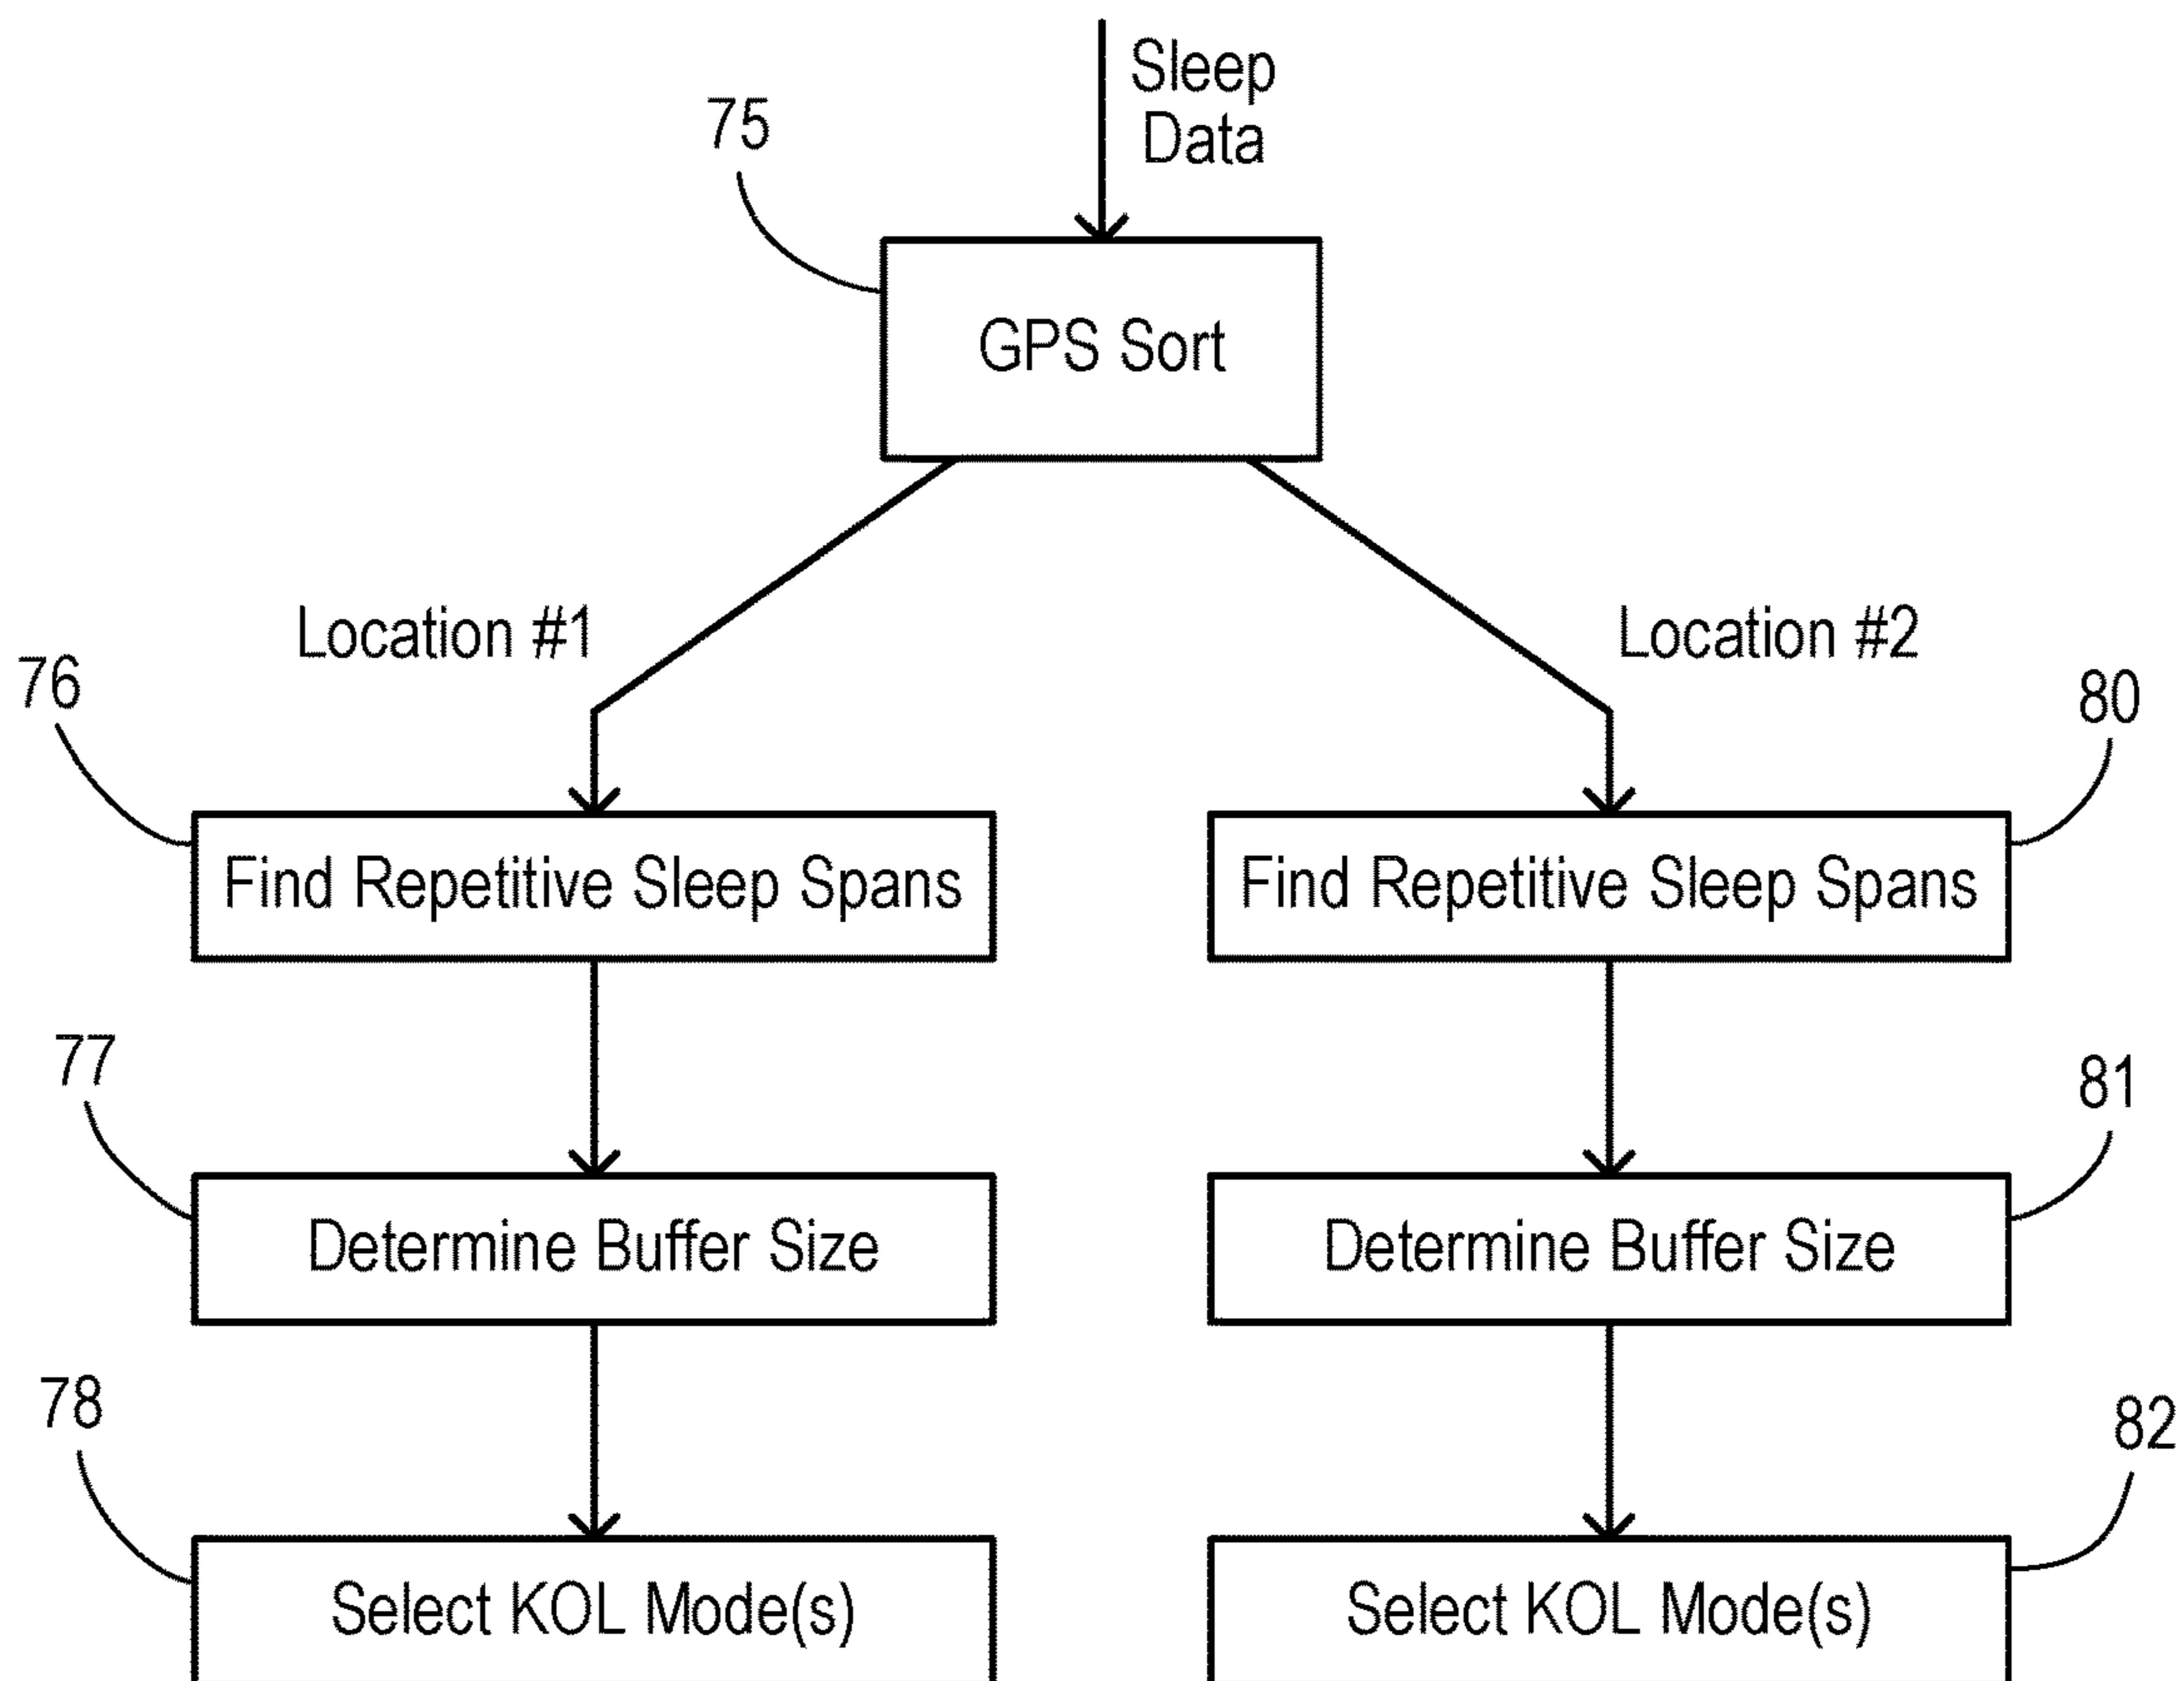 Sleep
Data
75
GPS Sort
Location #1
Location #2
76
80
Find Repetitive Sleep Spans
Find Repetitive Sleep Spans
77
81
Determine Buffer Size
Determine Buffer Size
78
82
Select KOL Mode(s)
Select KOL Mode(s)